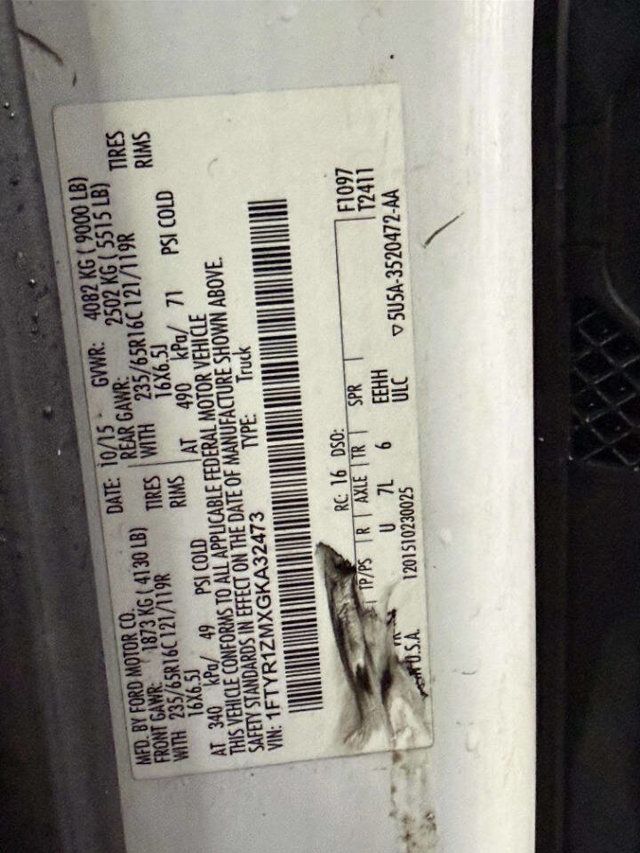 MFD. BY FORD MOTOR CO. DATE: 10/15 GVWR: 4082 KG ( 9000 LB)
FRONT GAWR: 1873 KG ( 4130 LB) REAR GAWR: 2502 KG ( 5515 LB)
WITH 235/65R16C 121/119R TIRES WITH 235/65R16C 121/119R TIRES
16X6.5J RIMS 16X6.5J RIMS
AT 340 kPa/ 49 PSI COLD AT 490 kPa/ 71 PSI COLD
THIS VEHICLE CONFORMS TO ALL APPLICABLE FEDERAL MOTOR VEHICLE
SAFETY STANDARDS IN EFFECT ON THE DATE OF MANUFACTURE SHOWN ABOVE.
VIN: 1FTYR1ZMXGKA32473 TYPE: Truck
F1097
RC: 16 DSO: T2411
TP/PS R AXLE TR SPR
U 7L 6 EEHH
1201510230025 ULC
U.S.A. ▽5U5A-3520472-AA